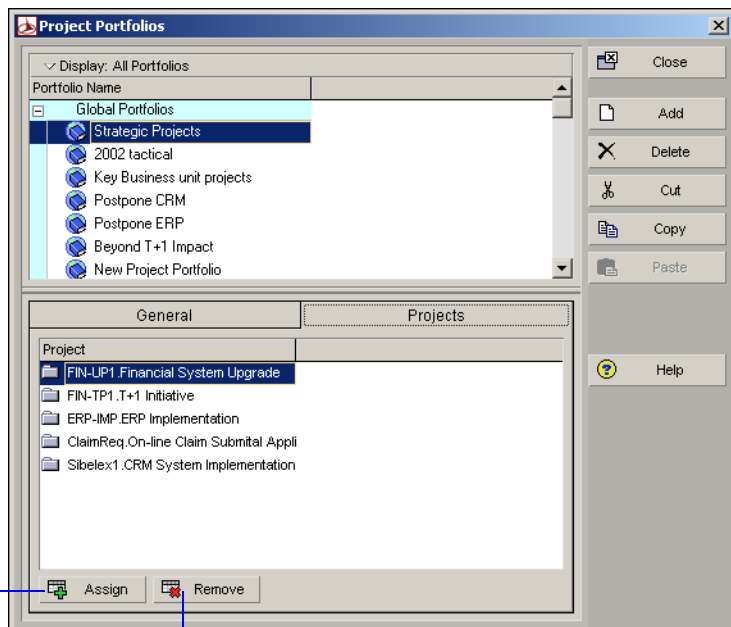 Project Portfolios
Display: All Portfolios
Portfolio Name
Global Portfolios
Strategic Projects
2002 tactical
Key Business unit projects
Postpone CRM
Postpone ERP
Beyond T+1 Impact
New Project Portfolio
General
Projects
Project
FIN-UP1.Financial System Upgrade
FIN-TP1.T+1 Initiative
ERP-IMP.ERP Implementation
ClaimReq.On-line Claim Submital Appli
Sibelex1.CRM System Implementation
Assign
Remove
Close
Add
Delete
Cut
Copy
Paste
Help